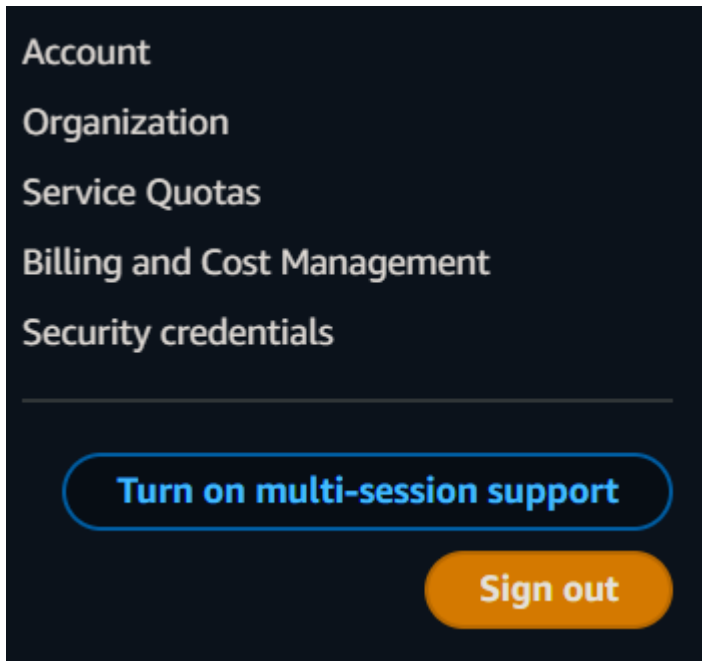 Account
Organization
Service Quotas
Billing and Cost Management
Security credentials
Turn on multi-session support
Sign out